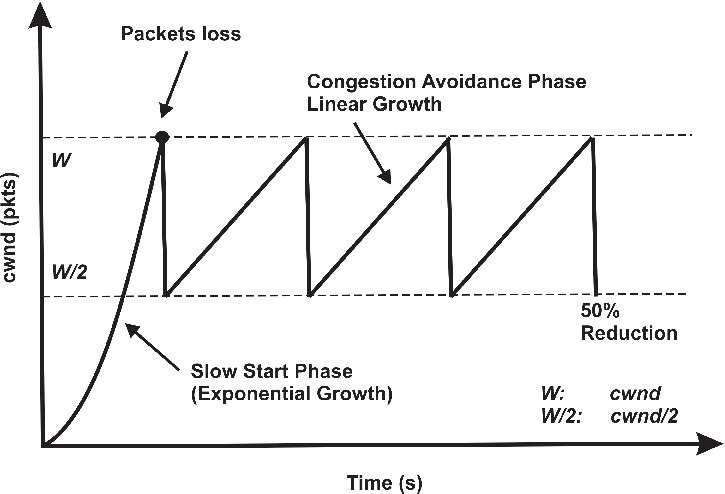 Packets loss
Congestion Avoidance Phase
Linear Growth
W
cwnd (pkts)
W/2
50%
Reduction
Slow Start Phase
(Exponential Growth)
W: cwnd
W/2: cwnd/2
Time (s)